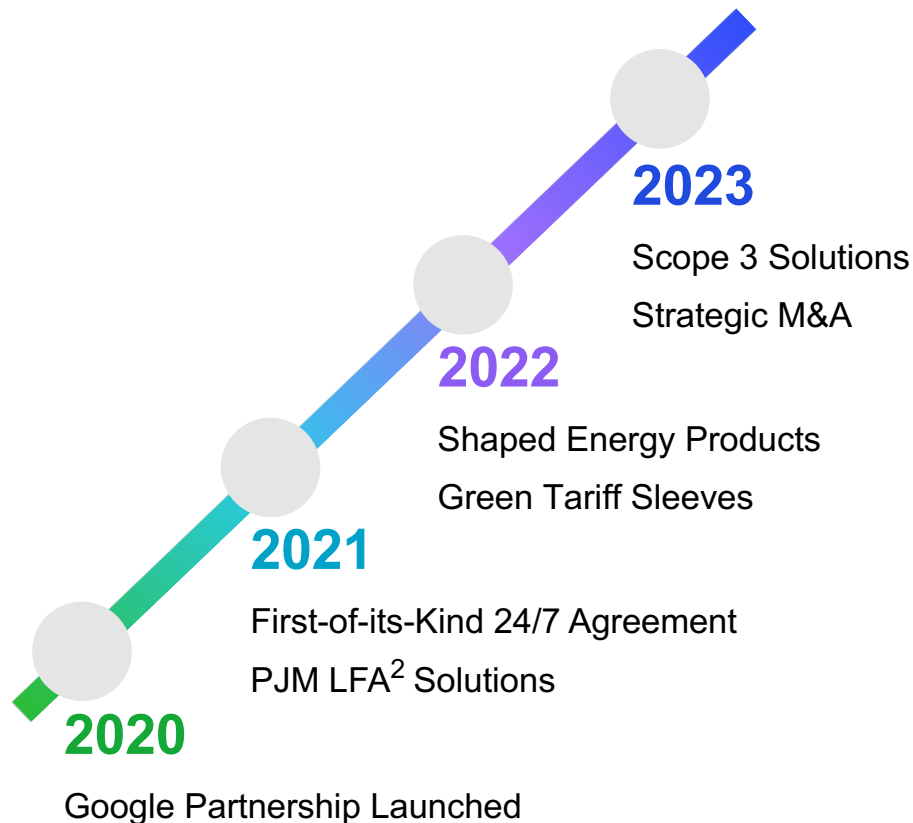 2023
Scope 3 Solutions
Strategic M&A
2022
Shaped Energy Products
Green Tariff Sleeves
2021
First-of-its-Kind 24/7 Agreement
PJM LFA² Solutions
2020
Google Partnership Launched